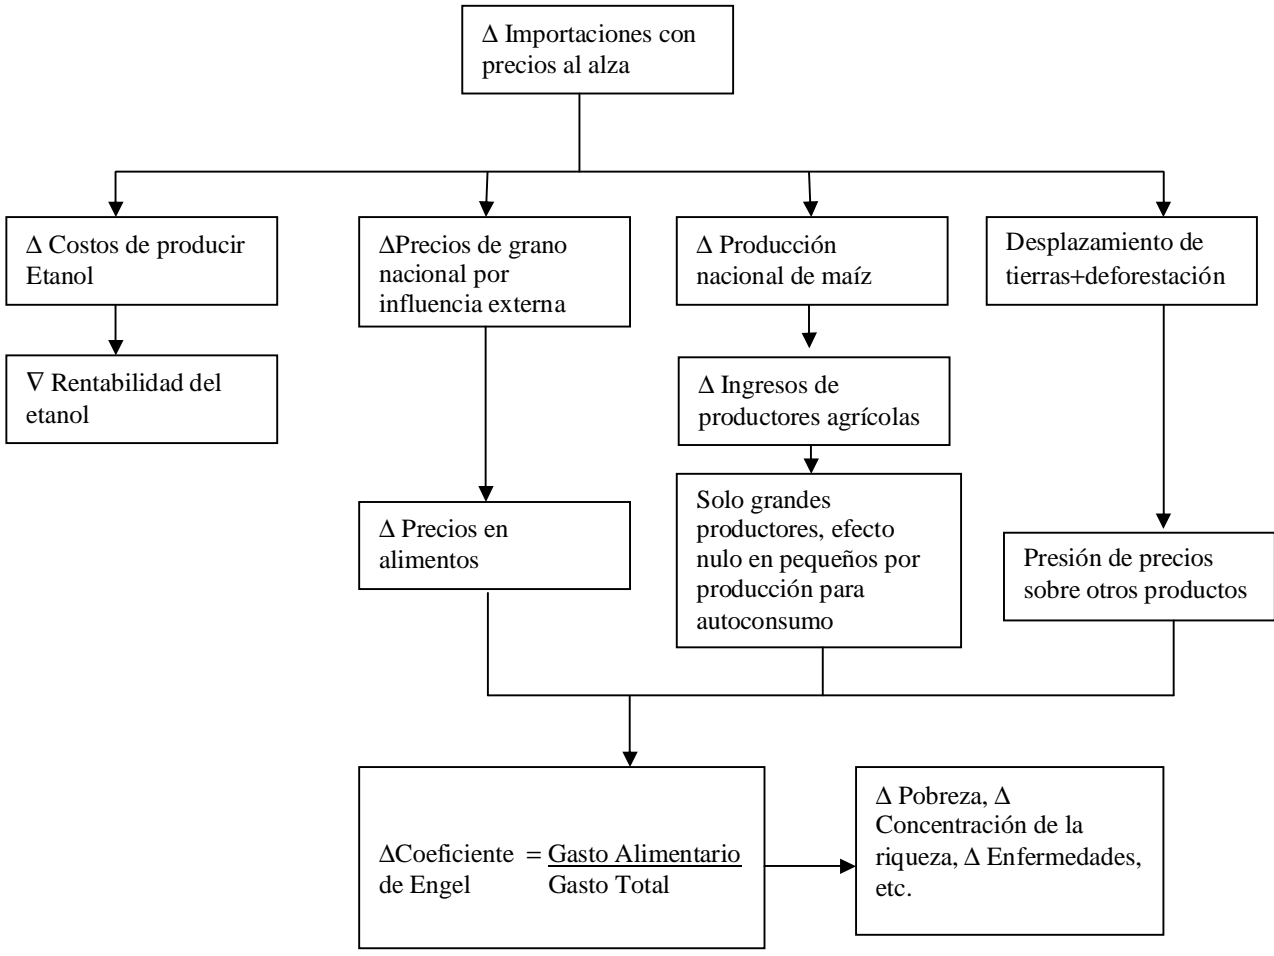 Δ Importaciones con
precios al alza
Δ Costos de producir
Etanol
ΔPrecios de grano
nacional por
influencia externa
Δ Producción
nacional de maíz
Desplazamiento de
tierras+deforestación
∇ Rentabilidad del
etanol
Δ Ingresos de
productores agrícolas
Δ Precios en
alimentos
Solo grandes
productores, efecto
nulo en pequeños por
producción para
autoconsumo
Presión de precios
sobre otros productos
ΔCoeficiente = Gasto Alimentario
de Engel Gasto Total
Δ Pobreza, Δ
Concentración de la
riqueza, Δ Enfermedades,
etc.